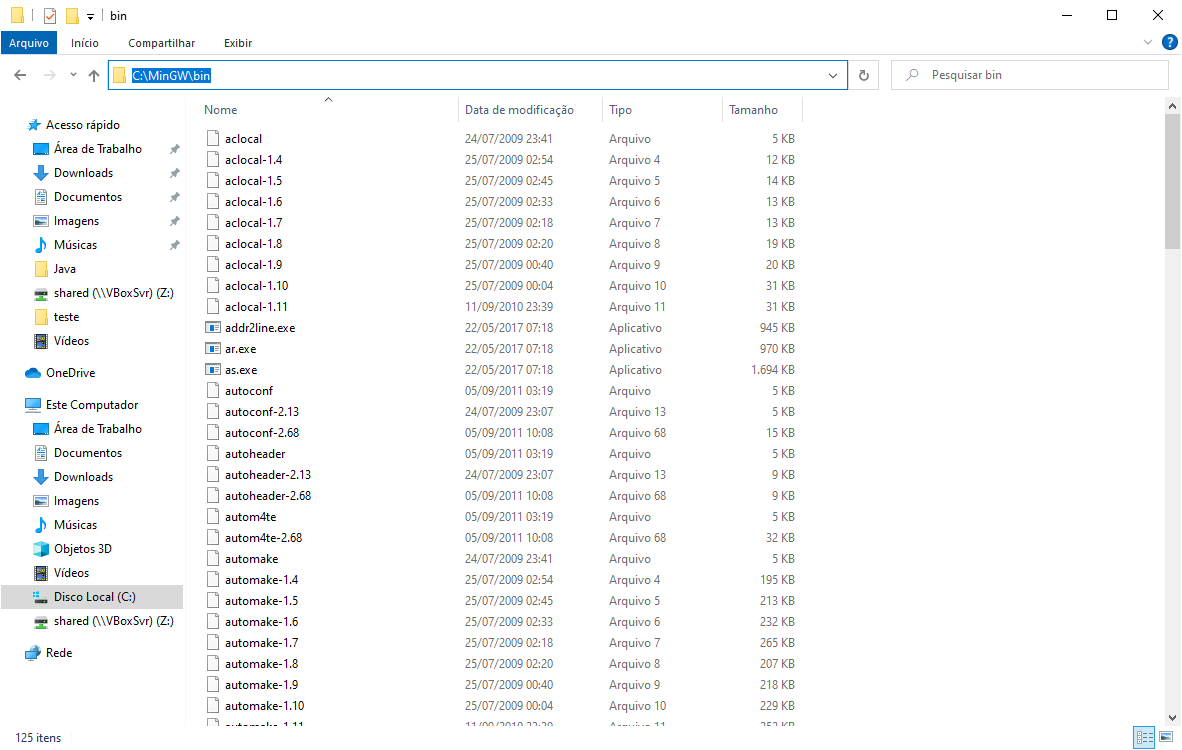 bin
Arquivo Início Compartilhar Exibir
C:\MinGW\bin Pesquisar bin
Nome Data de modificação Tipo Tamanho
Acesso rápido
Área de Trabalho
Downloads
Documentos
Imagens
Músicas
Java
shared (\\VBoxSvr) (Z:)
teste
Vídeos
OneDrive
Este Computador
Área de Trabalho
Documentos
Downloads
Imagens
Músicas
Objetos 3D
Vídeos
Disco Local (C:)
shared (\\VBoxSvr) (Z:)
Rede
aclocal 24/07/2009 23:41 Arquivo 5 KB
aclocal-1.4 25/07/2009 02:54 Arquivo 4 12 KB
aclocal-1.5 25/07/2009 02:45 Arquivo 5 14 KB
aclocal-1.6 25/07/2009 02:33 Arquivo 6 13 KB
aclocal-1.7 25/07/2009 02:18 Arquivo 7 13 KB
aclocal-1.8 25/07/2009 02:20 Arquivo 8 19 KB
aclocal-1.9 25/07/2009 00:40 Arquivo 9 20 KB
aclocal-1.10 25/07/2009 00:04 Arquivo 10 31 KB
aclocal-1.11 11/09/2010 23:39 Arquivo 11 31 KB
addr2line.exe 22/05/2017 07:18 Aplicativo 945 KB
ar.exe 22/05/2017 07:18 Aplicativo 970 KB
as.exe 22/05/2017 07:18 Aplicativo 1.694 KB
autoconf 05/09/2011 03:19 Arquivo 5 KB
autoconf-2.13 24/07/2009 23:07 Arquivo 13 5 KB
autoconf-2.68 05/09/2011 10:08 Arquivo 68 15 KB
autoheader 05/09/2011 03:19 Arquivo 5 KB
autoheader-2.13 24/07/2009 23:07 Arquivo 13 9 KB
autoheader-2.68 05/09/2011 10:08 Arquivo 68 9 KB
autom4te 05/09/2011 03:19 Arquivo 5 KB
autom4te-2.68 05/09/2011 10:08 Arquivo 68 32 KB
automake 24/07/2009 23:41 Arquivo 5 KB
automake-1.4 25/07/2009 02:54 Arquivo 4 195 KB
automake-1.5 25/07/2009 02:45 Arquivo 5 213 KB
automake-1.6 25/07/2009 02:33 Arquivo 6 232 KB
automake-1.7 25/07/2009 02:18 Arquivo 7 265 KB
automake-1.8 25/07/2009 02:20 Arquivo 8 207 KB
automake-1.9 25/07/2009 00:40 Arquivo 9 218 KB
automake-1.10 25/07/2009 00:04 Arquivo 10 229 KB
125 itens